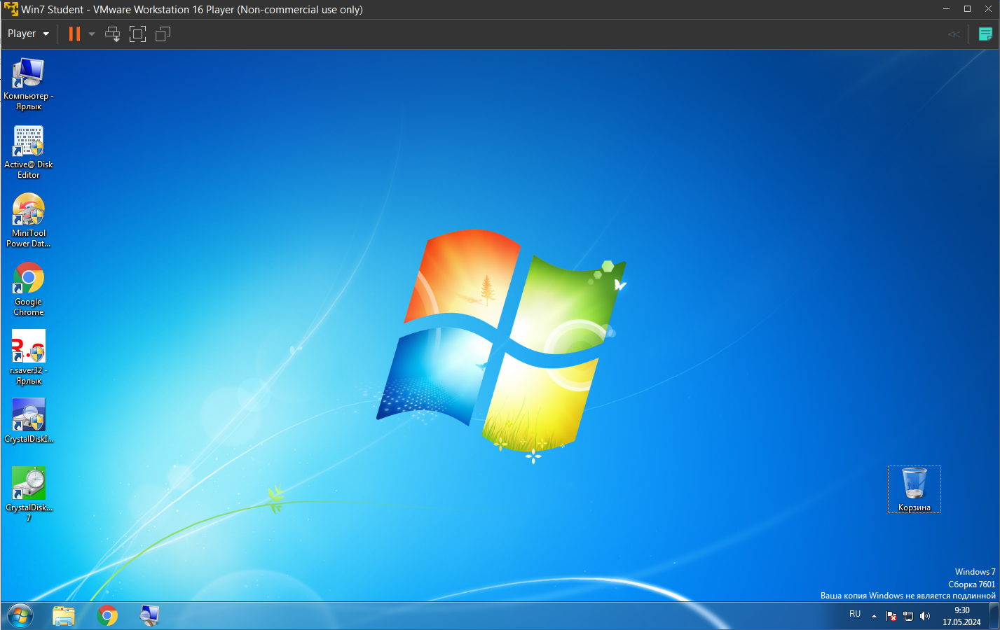 Win7 Student - VMware Workstation 16 Player (Non-commercial use only)
Player
Компьютер -
Ярлык
Active@ Disk
Editor
MiniTool
Power Dat...
Google
Chrome
R.s
r.saver32 -
Ярлык
CrystalDiskI...
CrystalDisk...
7
Корзина
Windows 7
Сборка 7601
Ваша копия Windows не является подлинной
RU
9:30
17.05.2024